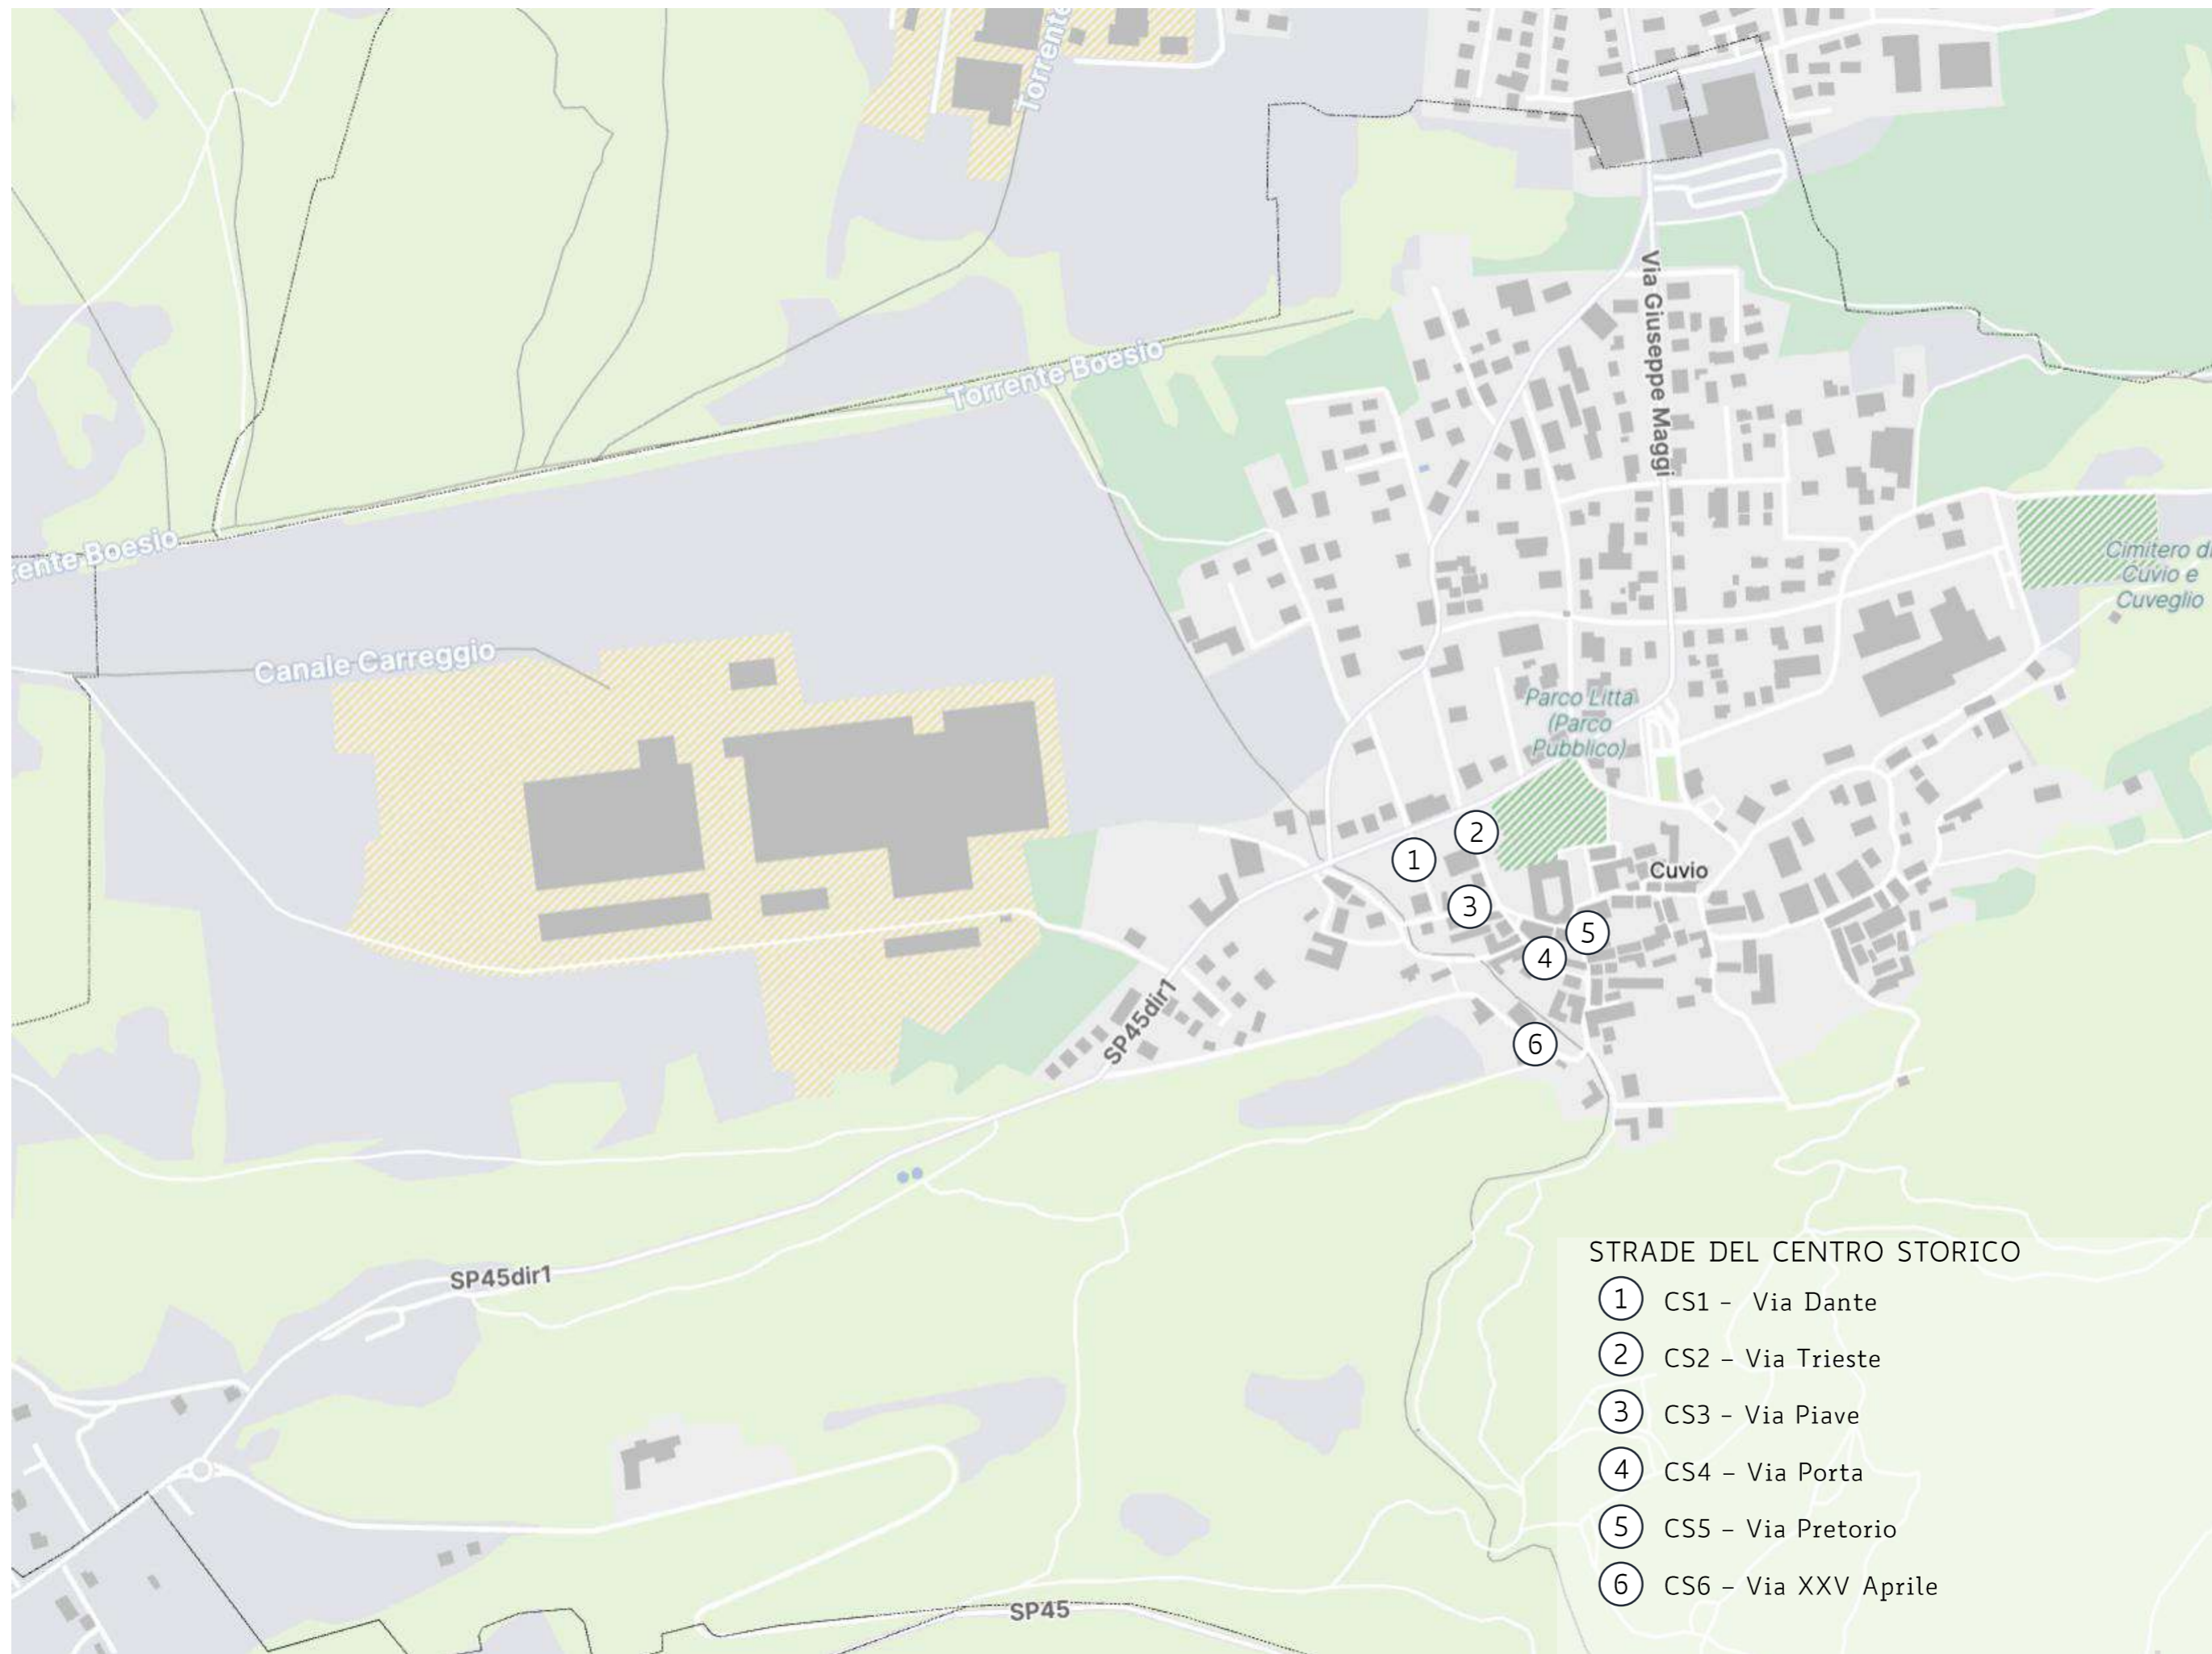 Torrente
Via Giuseppe Maggi
Torrente Boesio
rente Boesio
Cimitero di
Cuvio e
Cuveglio
Canale Carreggio
Parco Litta
(Parco
Pubblico)
2
1
Cuvio
3
5
4
SP45dir1
6
STRADE DEL CENTRO STORICO
1 CS1 – Via Dante
2 CS2 – Via Trieste
3 CS3 – Via Piave
4 CS4 – Via Porta
5 CS5 – Via Pretorio
6 CS6 – Via XXV Aprile
SP45dir1
SP45